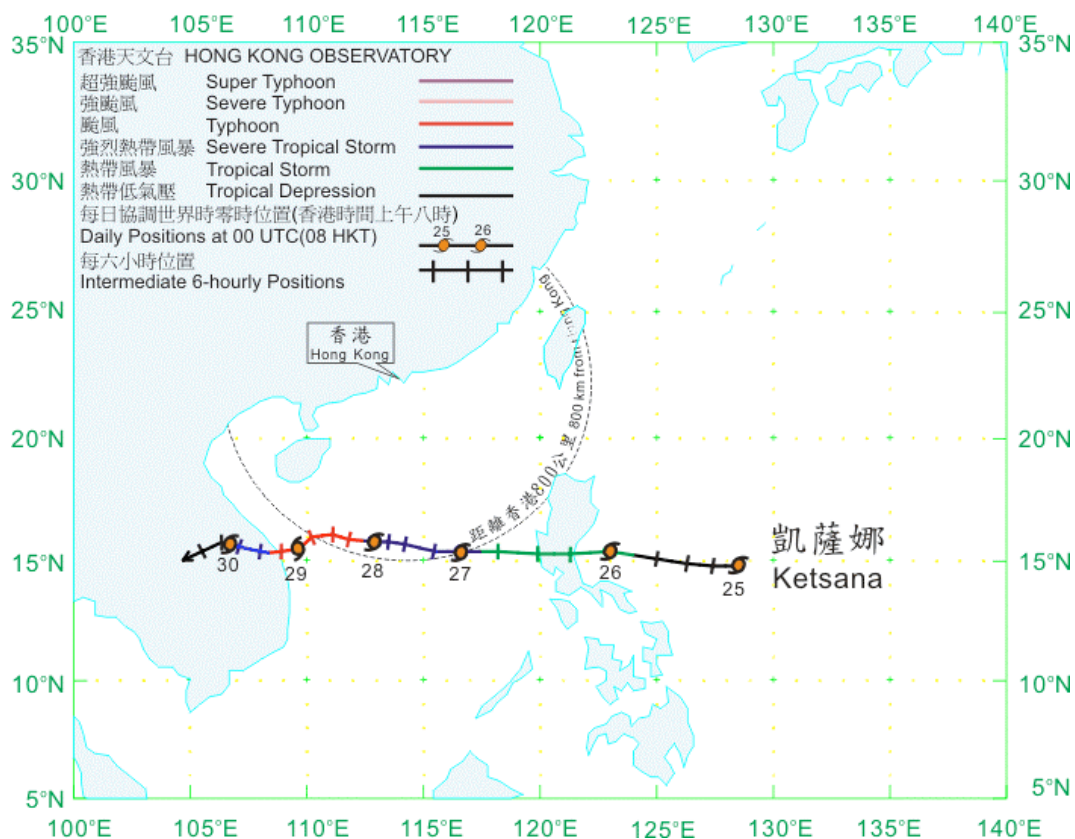 100°E 105°E 110°E 115°E 120°E 125°E 130°E 135°E 140°E
35°N 35°N
香港天文台 HONG KONG OBSERVATORY
超強颱風 Super Typhoon
強颱風 Severe Typhoon
颱風 Typhoon
強烈熱帶風暴 Severe Tropical Storm
熱帶風暴 Tropical Storm
熱帶低氣壓 Tropical Depression
30°N 30°N
每日協調世界時零時位置(香港時間上午八時)
Daily Positions at 00 UTC(08 HKT) 25 26
每六小時位置
Intermediate 6-hourly Positions
25°N 25°N
香港
Hong Kong
20°N 20°N
距離香港800公里 800 km from Hong Kong
凱薩娜
Ketsana
15°N 15°N
30 29 28 27 26 25
10°N 10°N
5°N 5°N
100°E 105°E 110°E 115°E 120°E 125°E 130°E 135°E 140°E